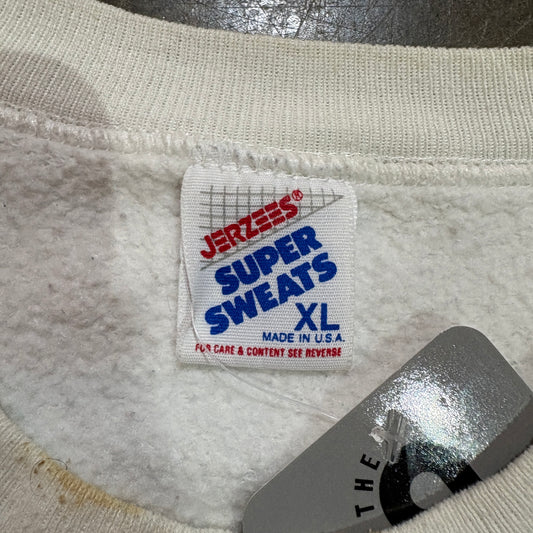 JERZEES®
SUPER
SWEATS
XL
MADE IN U.S.A.
FOR CARE & CONTENT SEE REVERSE
THE